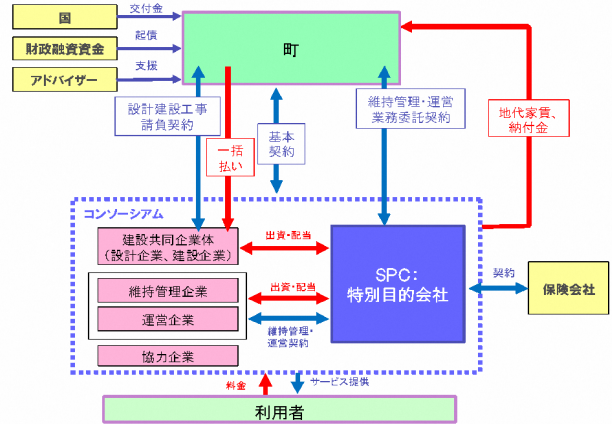 国
交付金
財政融資資金
起債
アドバイザー
支援
町
設計建設工事
請負契約
一括
払い
基本
契約
維持管理・運営
業務委託契約
地代家賃、
納付金
コンソーシアム
建設共同企業体
（設計企業、建設企業）
出資・配当
維持管理企業
出資・配当
運営企業
維持管理・
運営契約
協力企業
SPC：
特別目的会社
契約
保険会社
料金
サービス提供
利用者